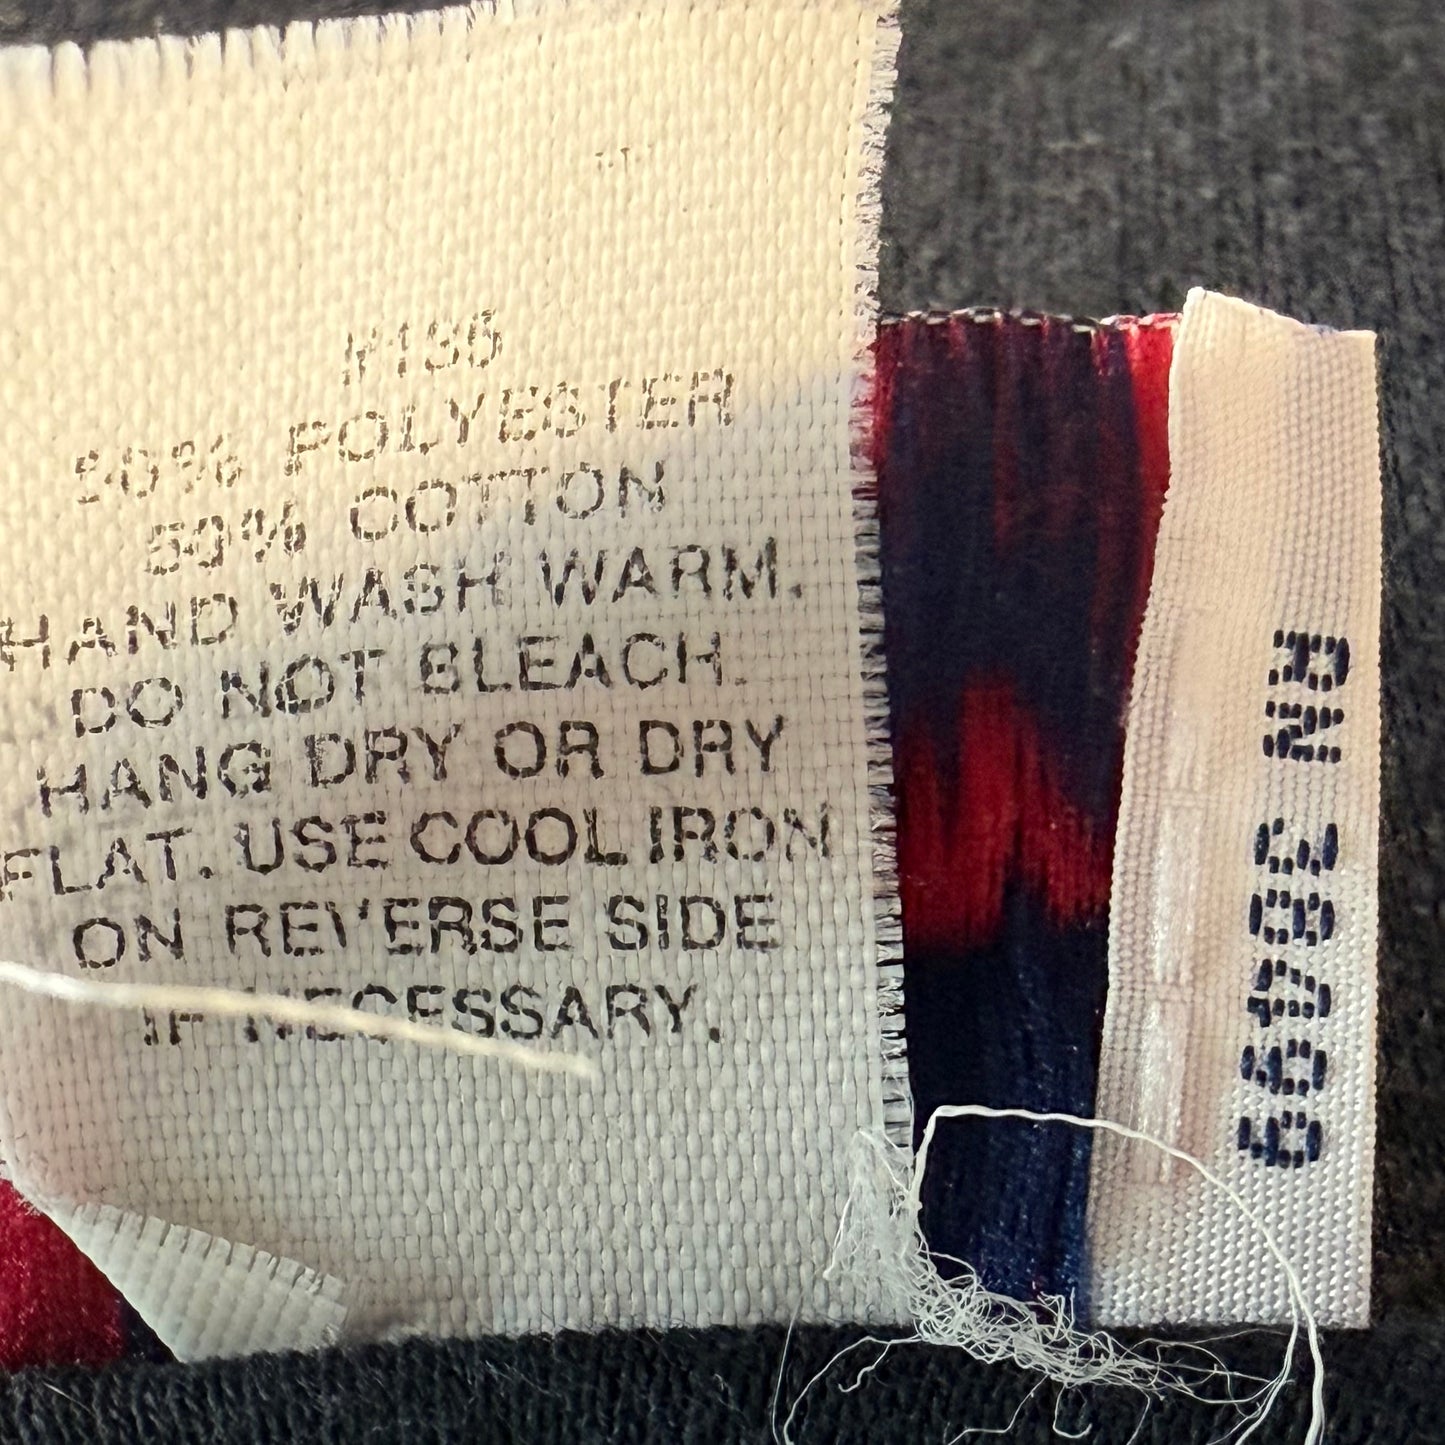 50% POLYESTER
50% COTTON
HAND WASH WARM.
DO NOT BLEACH.
HANG DRY OR DRY
FLAT. USE COOL IRON
ON REVERSE SIDE
IF NECESSARY.
RN